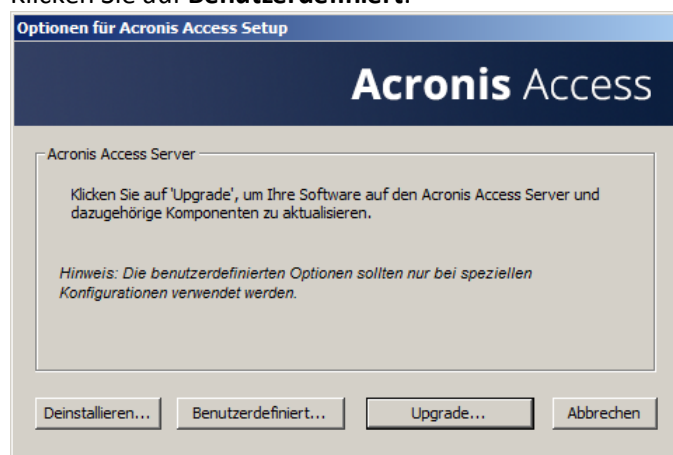 Klicken Sie auf Benutzerdefiniert.
Optionen für Acronis Access Setup
Acronis Access
Acronis Access Server
Klicken Sie auf 'Upgrade', um Ihre Software auf den Acronis Access Server und
dazugehörige Komponenten zu aktualisieren.
Hinweis: Die benutzerdefinierten Optionen sollten nur bei speziellen
Konfigurationen verwendet werden.
Deinstallieren... Benutzerdefiniert... Upgrade... Abbrechen